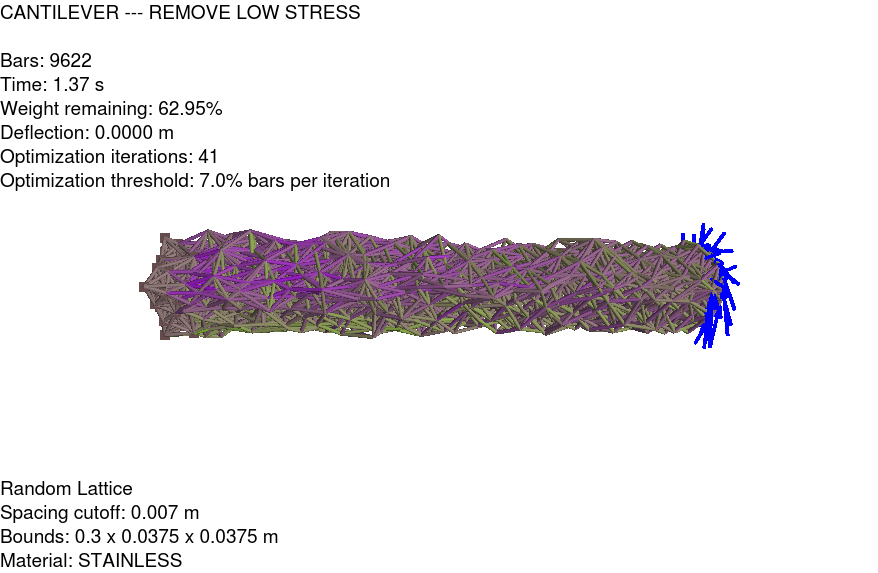 CANTILEVER --- REMOVE LOW STRESS
Bars: 9622
Time: 1.37 s
Weight remaining: 62.95%
Deflection: 0.0000 m
Optimization iterations: 41
Optimization threshold: 7.0% bars per iteration
Random Lattice
Spacing cutoff: 0.007 m
Bounds: 0.3 x 0.0375 x 0.0375 m
Material: STAINLESS